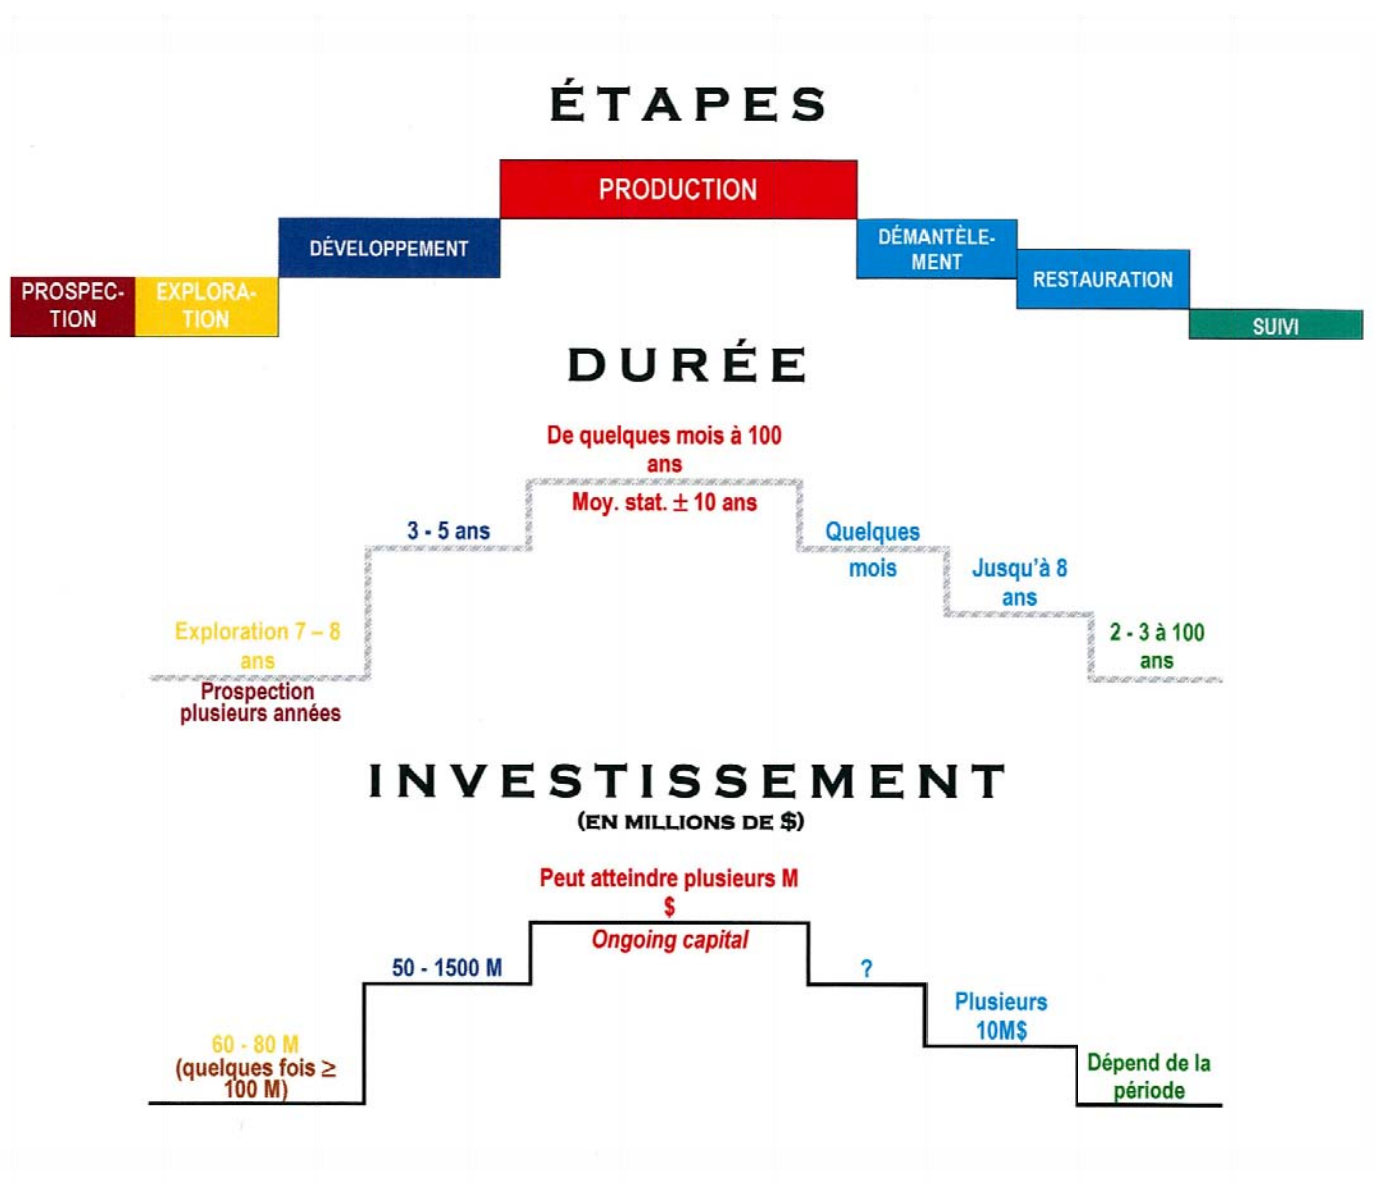 ÉTAPES
PRODUCTION
DÉVELOPPEMENT
DÉMANTÈLE-
MENT
RESTAURATION
PROSPEC-
TION
EXPLORA-
TION
SUIVI
DURÉE
De quelques mois à 100
ans
Moy. stat. ± 10 ans
3 - 5 ans
Quelques
mois
Jusqu'à 8
ans
Exploration 7 – 8
ans
Prospection
plusieurs années
2 - 3 à 100
ans
INVESTISSEMENT
(EN MILLIONS DE $)
Peut atteindre plusieurs M
$
Ongoing capital
50 - 1500 M
?
Plusieurs
10M$
60 - 80 M
(quelques fois ≥
100 M)
Dépend de la
période